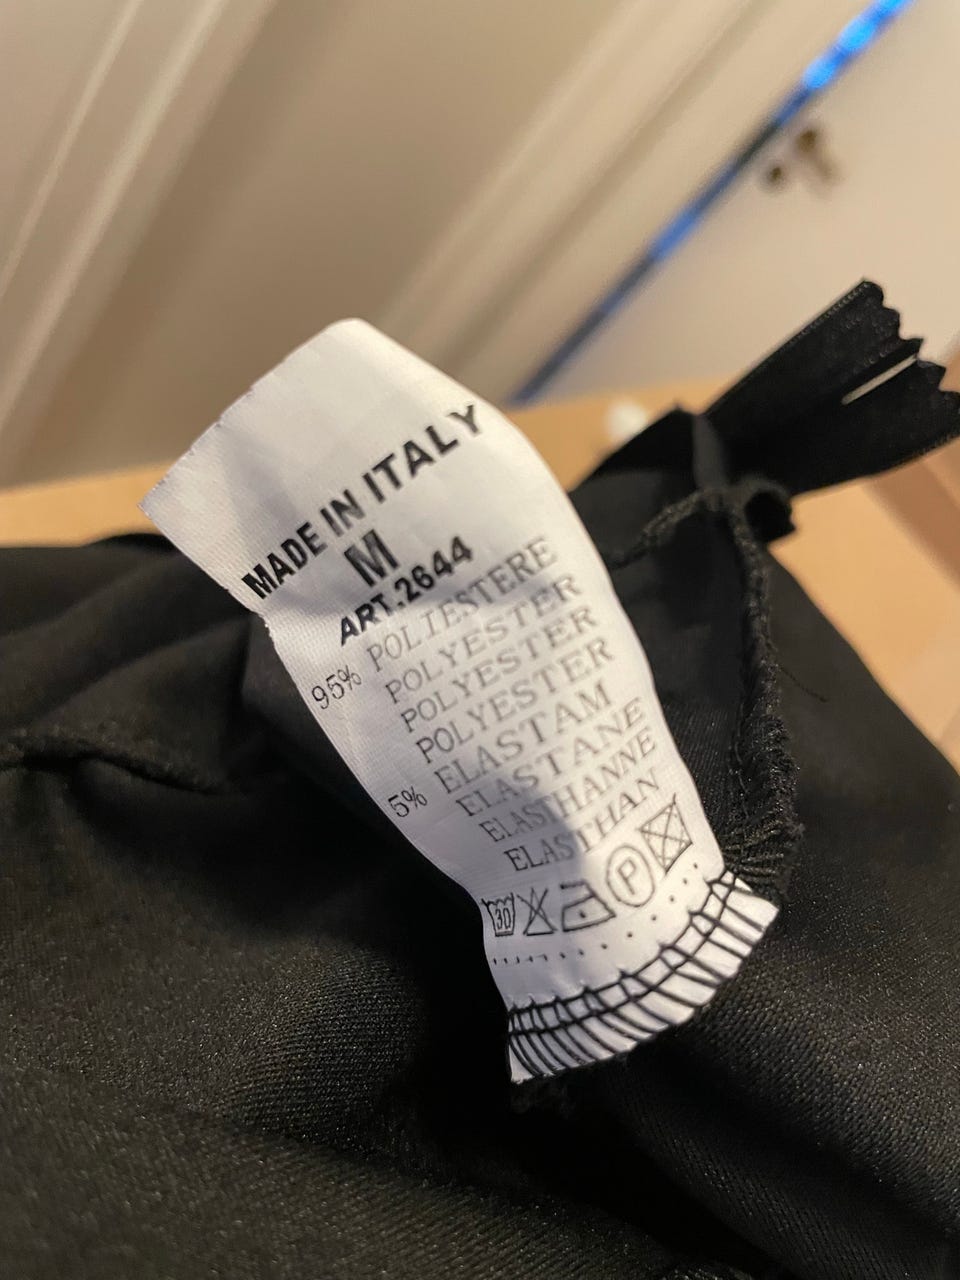 MADE IN ITALY
M
ART.2644
95% POLIESTERE
POLYESTER
POLYESTER
POLYESTER
5% ELASTAM
ELASTANE
ELASTHANNE
ELASTHAN
30 P